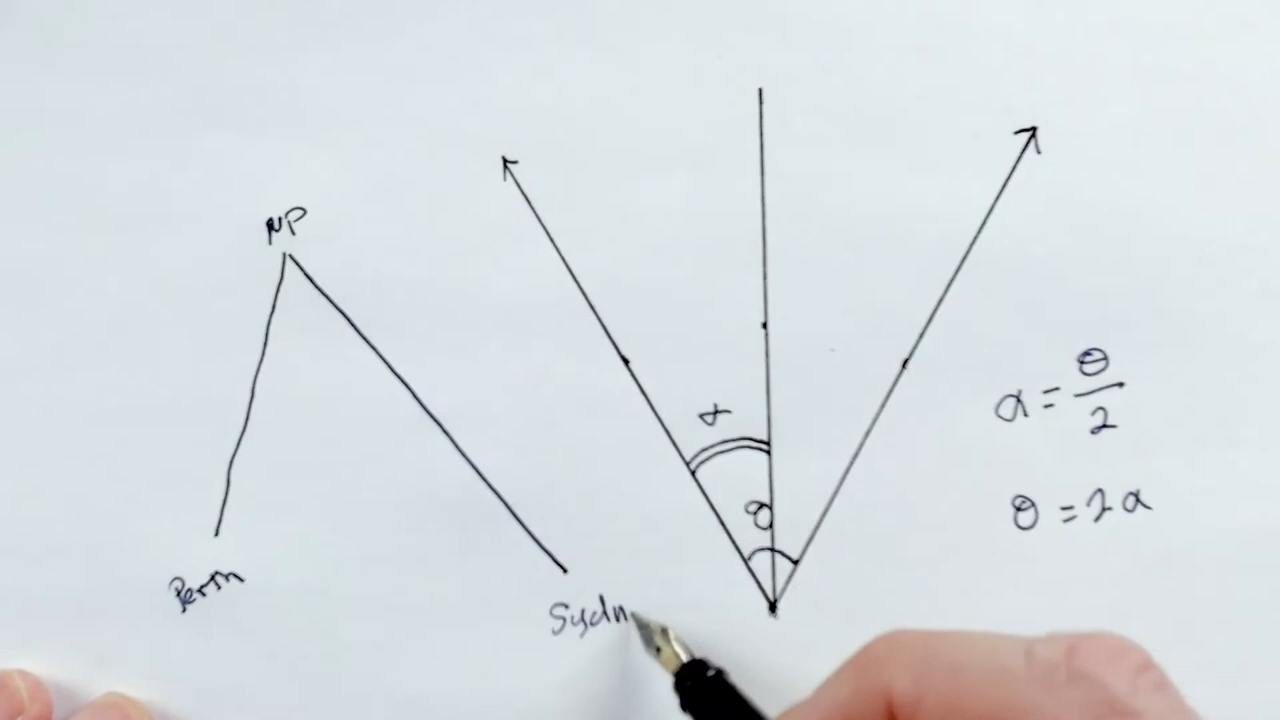 NP
Perth
Sydn
α
θ
α = θ/2
θ = 2α